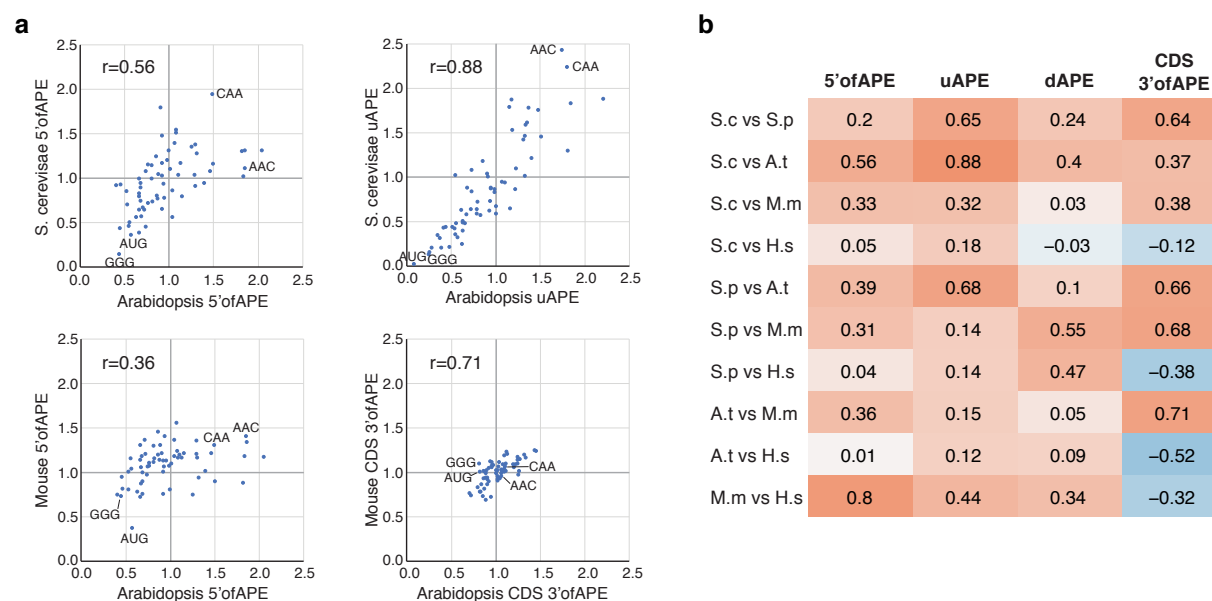 a
b
2.5
2.0
1.5
1.0
0.5
0.0
S. cerevisiae 5'ofAPE
r=0.56
CAA
AAC
AUG
GGG
0.0 0.5 1.0 1.5 2.0 2.5
Arabidopsis 5'ofAPE
2.5
2.0
1.5
1.0
0.5
0.0
S. cerevisae uAPE
r=0.88
AAC
CAA
AUG GGG
0.0 0.5 1.0 1.5 2.0 2.5
Arabidopsis uAPE
2.5
2.0
1.5
1.0
0.5
0.0
Mouse 5'ofAPE
r=0.36
CAA
AAC
GGG
AUG
0.0 0.5 1.0 1.5 2.0 2.5
Arabidopsis 5'ofAPE
2.5
2.0
1.5
1.0
0.5
0.0
Mouse CDS 3'ofAPE
r=0.71
GGG
CAA
AUG
AAC
0.0 0.5 1.0 1.5 2.0 2.5
Arabidopsis CDS 3'ofAPE
5'ofAPE uAPE dAPE CDS 3'ofAPE
S.c vs S.p 0.2 0.65 0.24 0.64
S.c vs A.t 0.56 0.88 0.4 0.37
S.c vs M.m 0.33 0.32 0.03 0.38
S.c vs H.s 0.05 0.18 −0.03 −0.12
S.p vs A.t 0.39 0.68 0.1 0.66
S.p vs M.m 0.31 0.14 0.55 0.68
S.p vs H.s 0.04 0.14 0.47 −0.38
A.t vs M.m 0.36 0.15 0.05 0.71
A.t vs H.s 0.01 0.12 0.09 −0.52
M.m vs H.s 0.8 0.44 0.34 −0.32